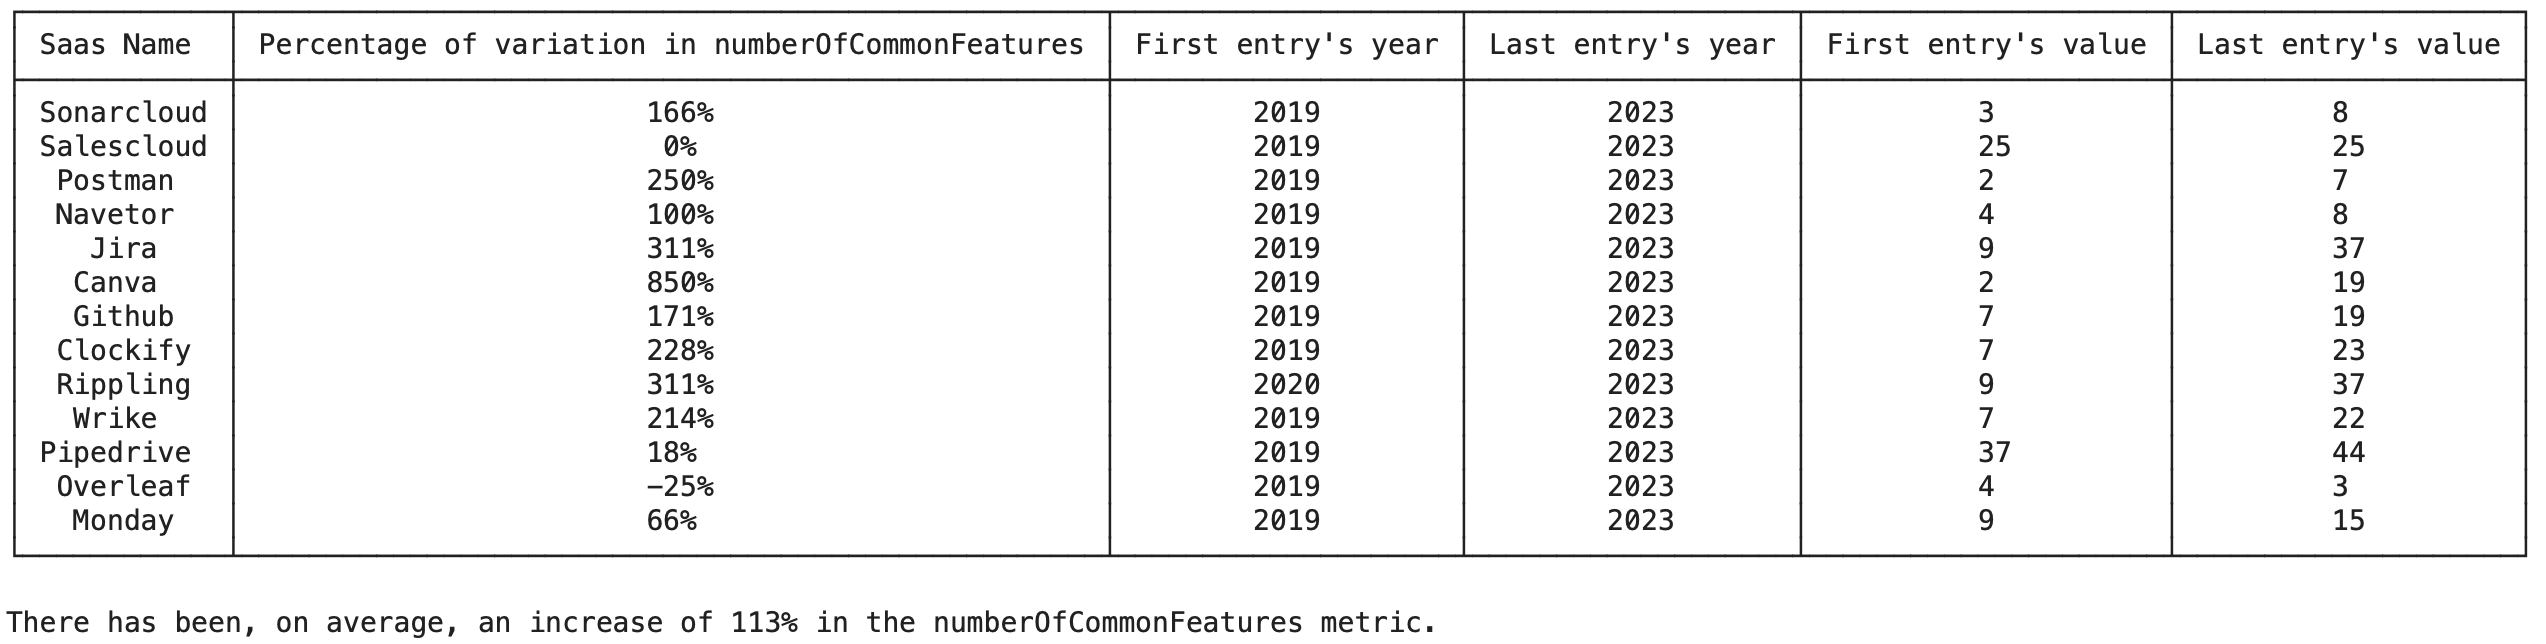 Saas Name Percentage of variation in numberOfCommonFeatures First entry's year Last entry's year First entry's value Last entry's value
Sonarcloud 166% 2019 2023 3 8
Salescloud 0% 2019 2023 25 25
Postman 250% 2019 2023 2 7
Navetor 100% 2019 2023 4 8
Jira 311% 2019 2023 9 37
Canva 850% 2019 2023 2 19
Github 171% 2019 2023 7 19
Clockify 228% 2019 2023 7 23
Rippling 311% 2020 2023 9 37
Wrike 214% 2019 2023 7 22
Pipedrive 18% 2019 2023 37 44
Overleaf −25% 2019 2023 4 3
Monday 66% 2019 2023 9 15
There has been, on average, an increase of 113% in the numberOfCommonFeatures metric.